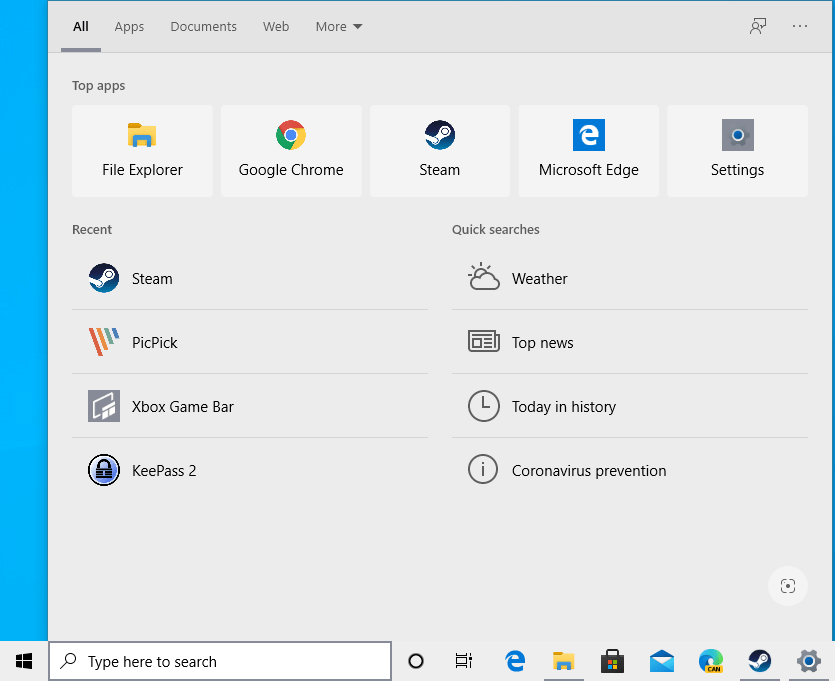 All Apps Documents Web More
Top apps
File Explorer Google Chrome Steam Microsoft Edge Settings
Recent Quick searches
Steam Weather
PicPick Top news
Xbox Game Bar Today in history
KeePass 2 Coronavirus prevention
Type here to search
CAN